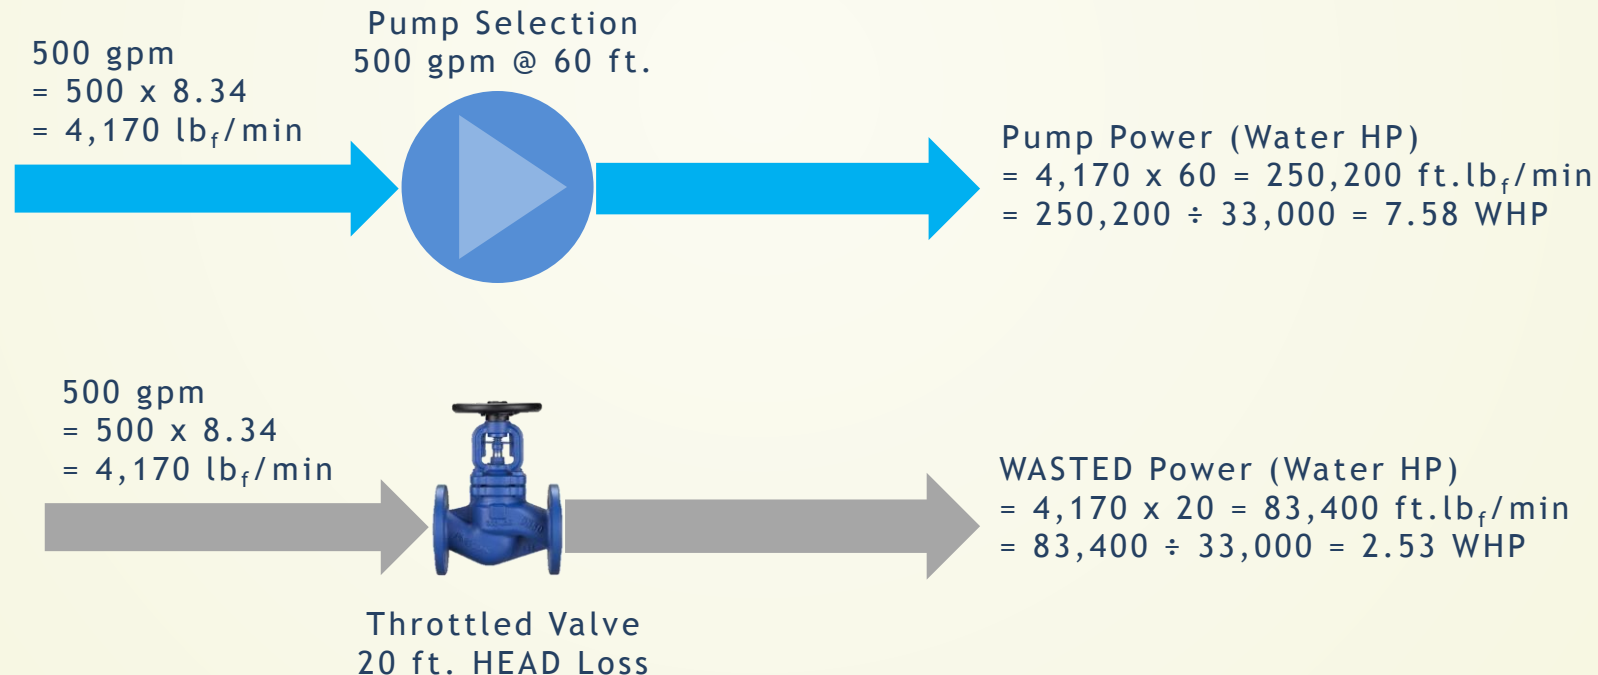 Pump Selection
500 gpm @ 60 ft.
500 gpm
= 500 x 8.34
= 4,170 lbf/min
Pump Power (Water HP)
= 4,170 x 60 = 250,200 ft.lbf/min
= 250,200 ÷ 33,000 = 7.58 WHP
500 gpm
= 500 x 8.34
= 4,170 lbf/min
WASTED Power (Water HP)
= 4,170 x 20 = 83,400 ft.lbf/min
= 83,400 ÷ 33,000 = 2.53 WHP
Throttled Valve
20 ft. HEAD Loss